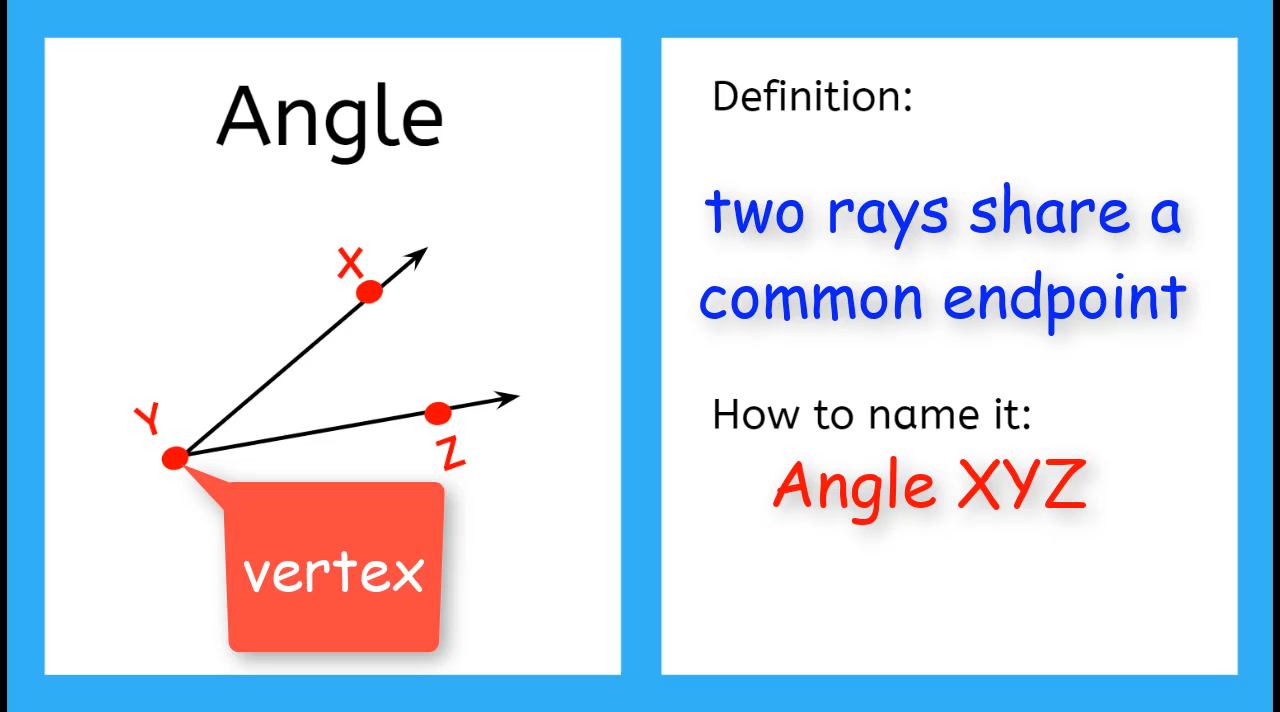 Angle
X
Y
Z
vertex
Definition:
two rays share a
common endpoint
How to name it:
Angle XYZ